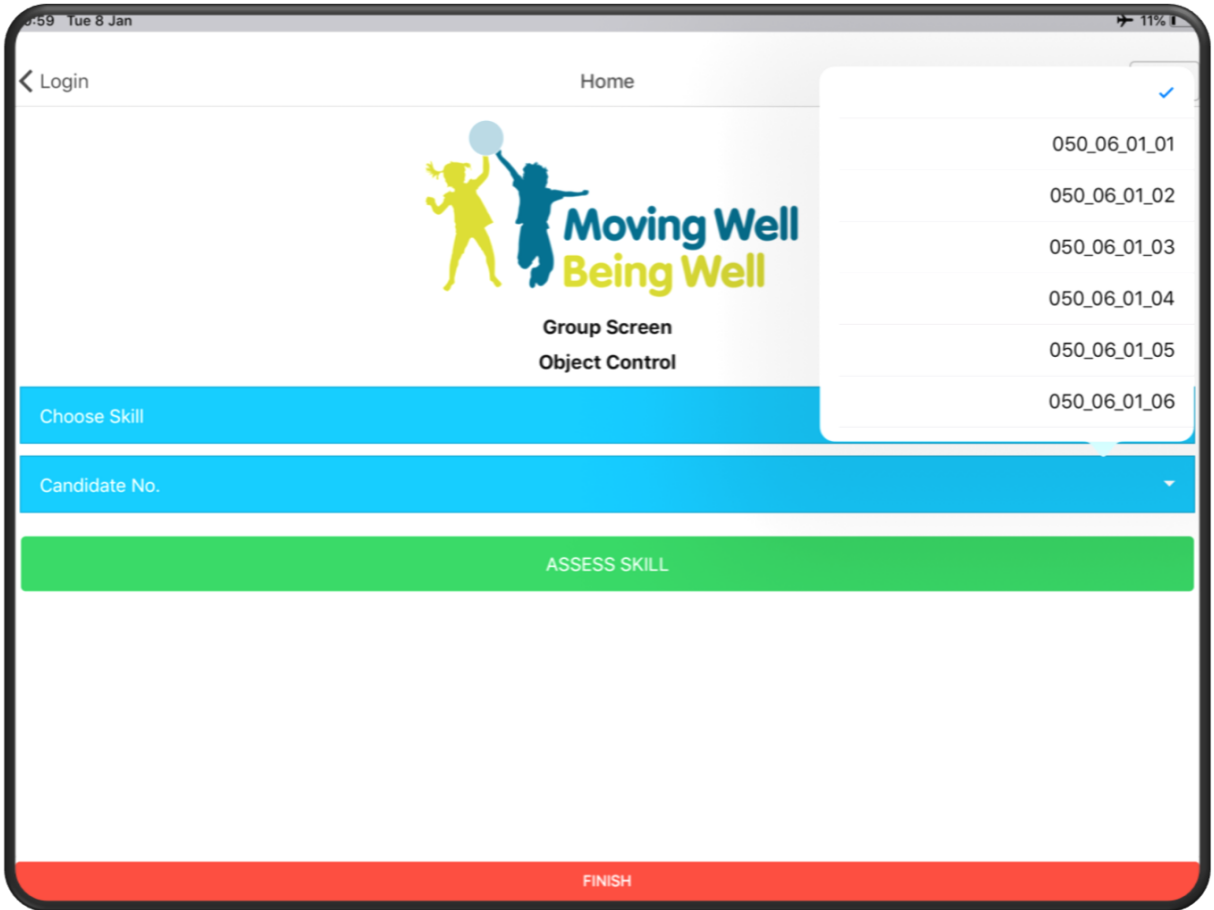 :59 Tue 8 Jan
11%
Login
Home
Moving Well
Being Well
Group Screen
Object Control
Choose Skill
Candidate No.
050_06_01_01
050_06_01_02
050_06_01_03
050_06_01_04
050_06_01_05
050_06_01_06
ASSESS SKILL
FINISH